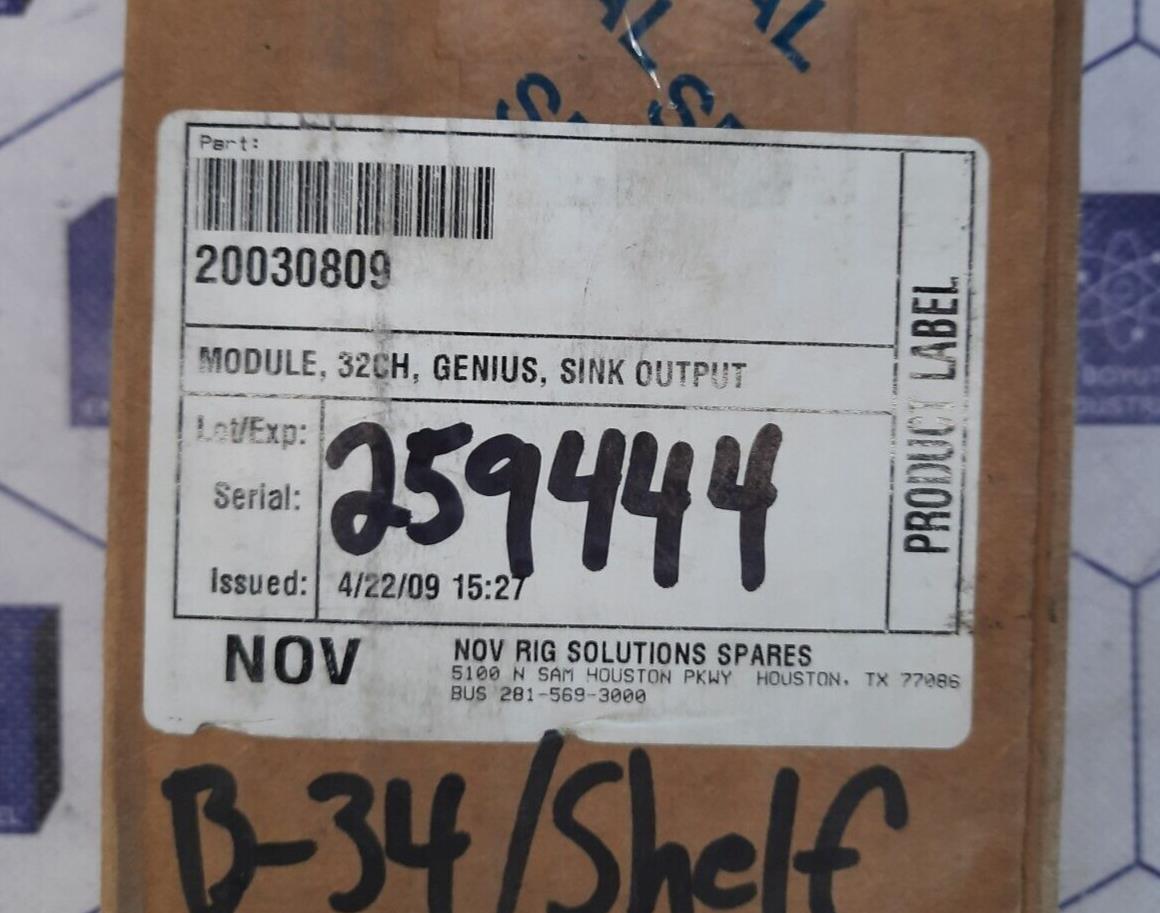 Part:
20030809
MODULE, 32CH, GENIUS, SINK OUTPUT
PRODUCT LABEL
Lot/Exp:
259444
Serial:
Issued: 4/22/09 15:27
NOV
NOV RIG SOLUTIONS SPARES
5100 N SAM HOUSTON PKWY HOUSTON, TX 77086
BUS 281-569-3000
B-34/Shelf